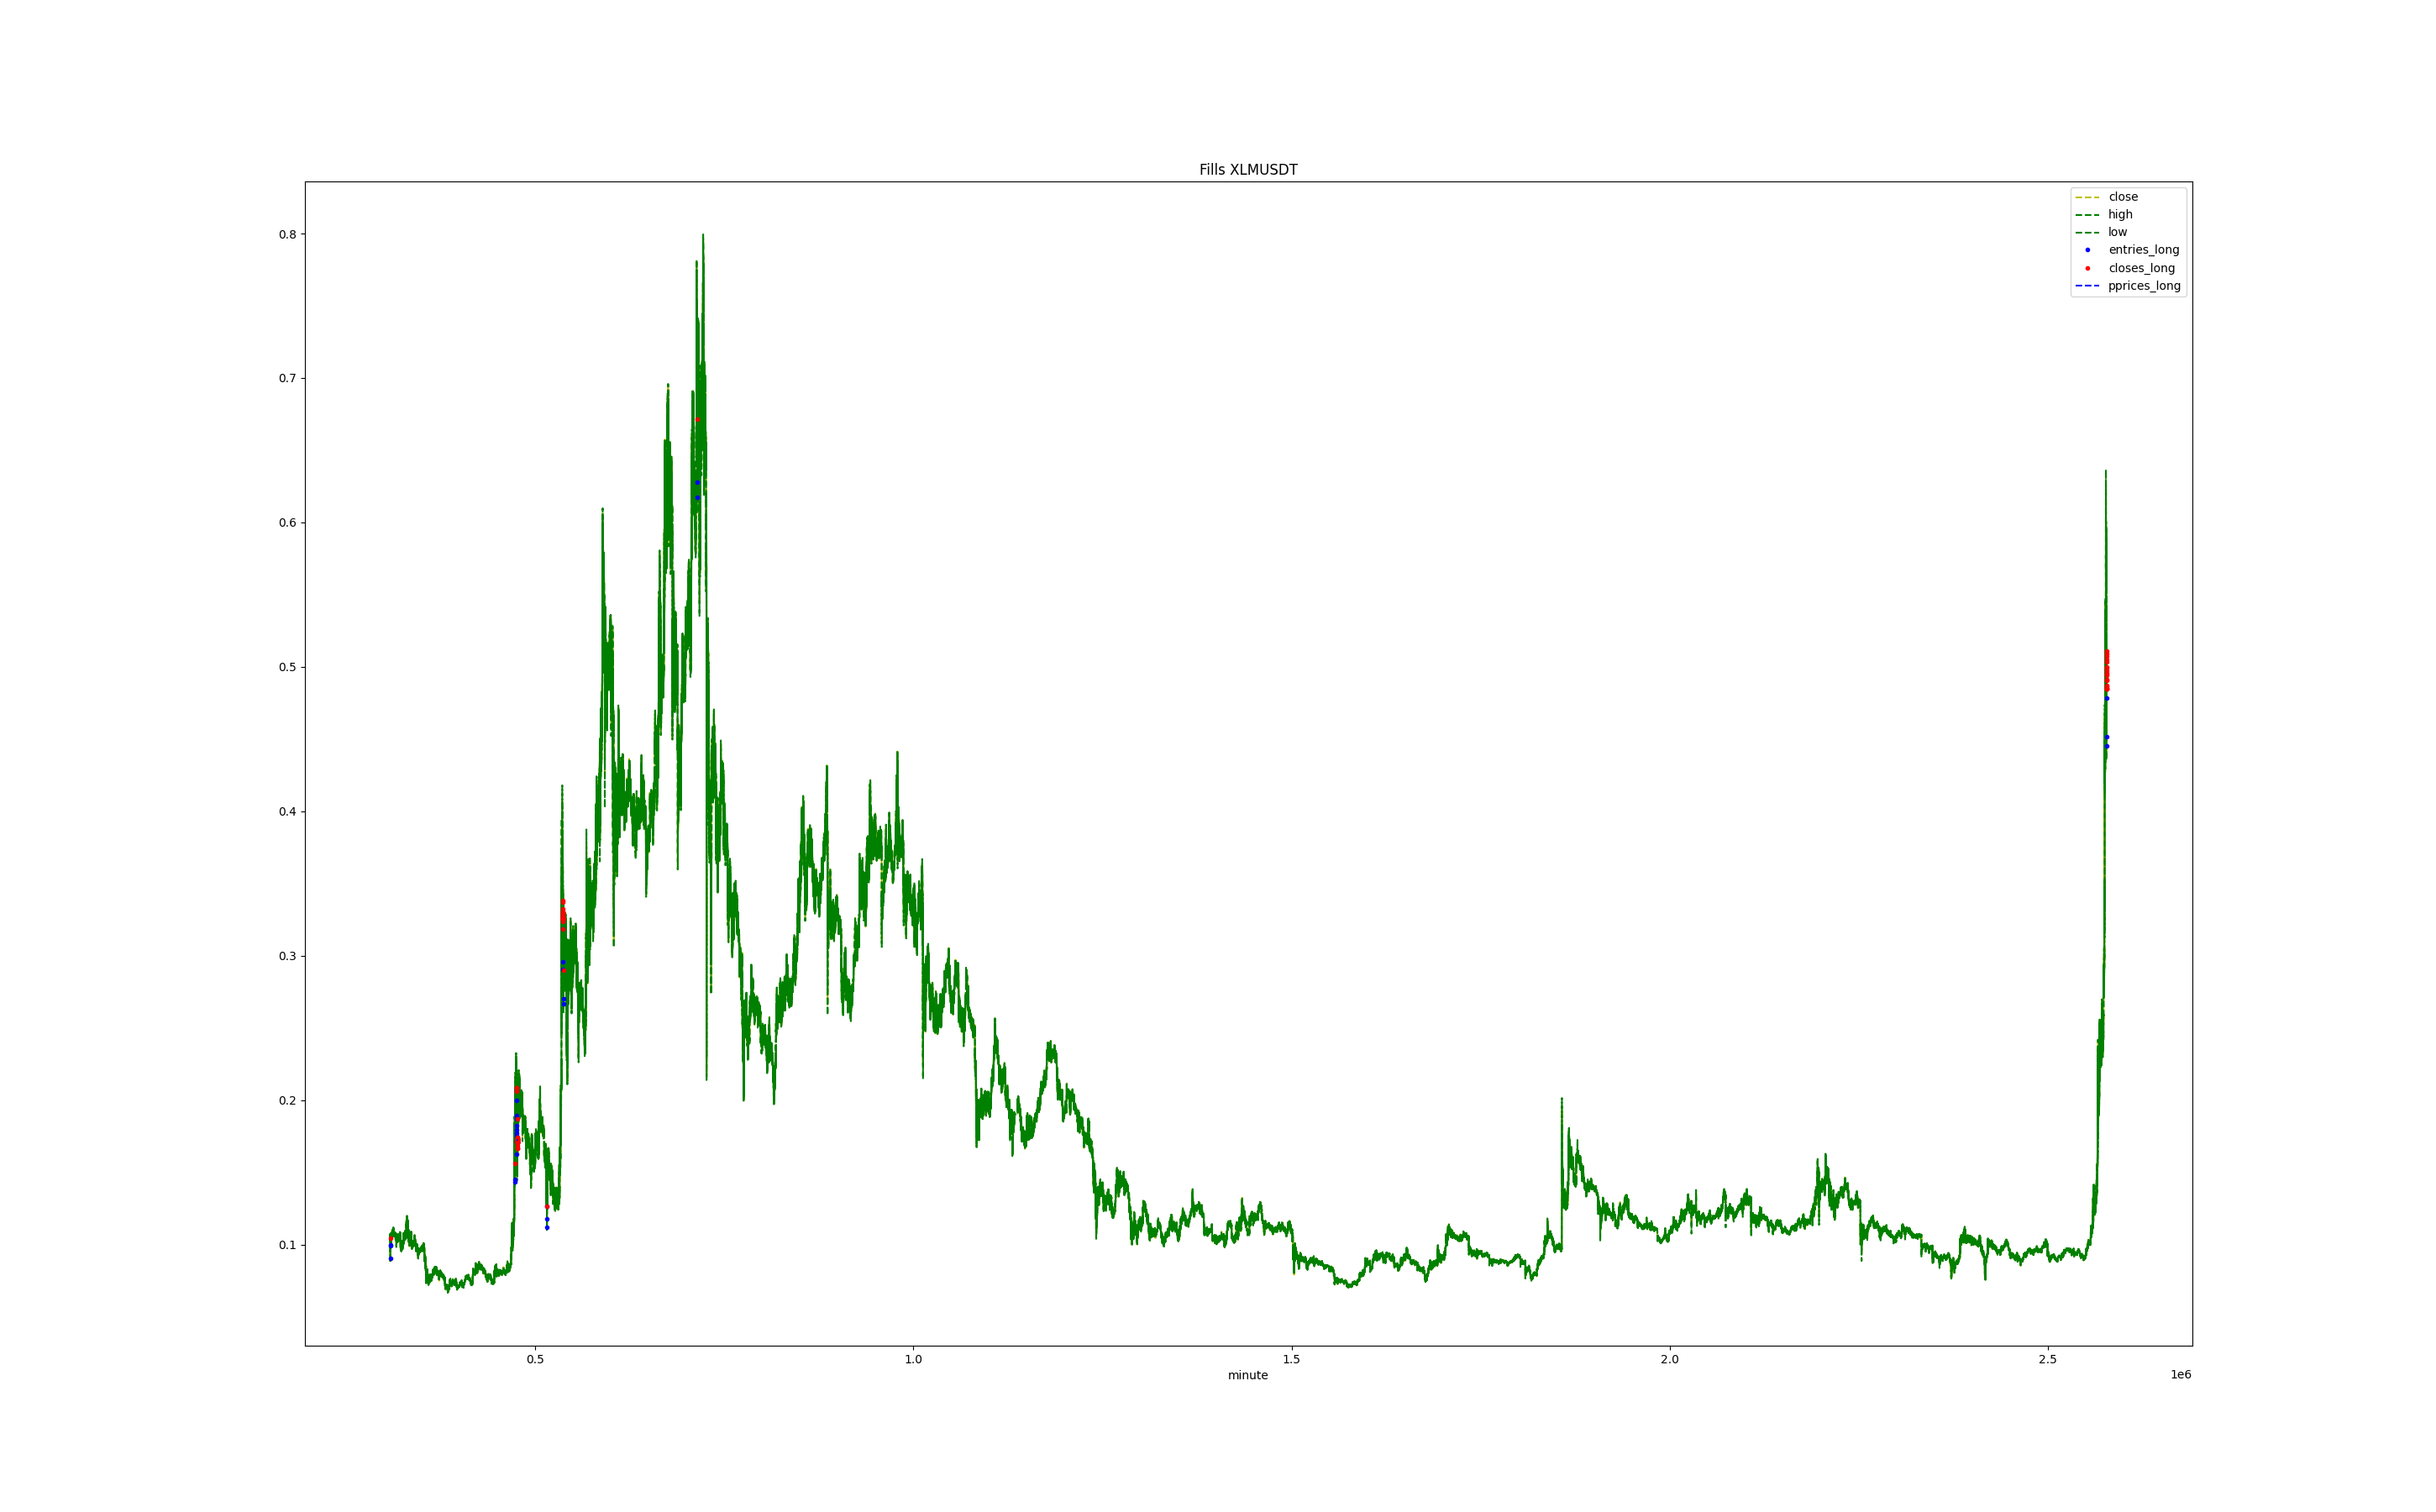 Fills XLMUSDT
close
high
low
entries_long
closes_long
pprices_long
0.8
0.7
0.6
0.5
0.4
0.3
0.2
0.1
0.5
1.0
1.5
2.0
2.5
1e6
minute